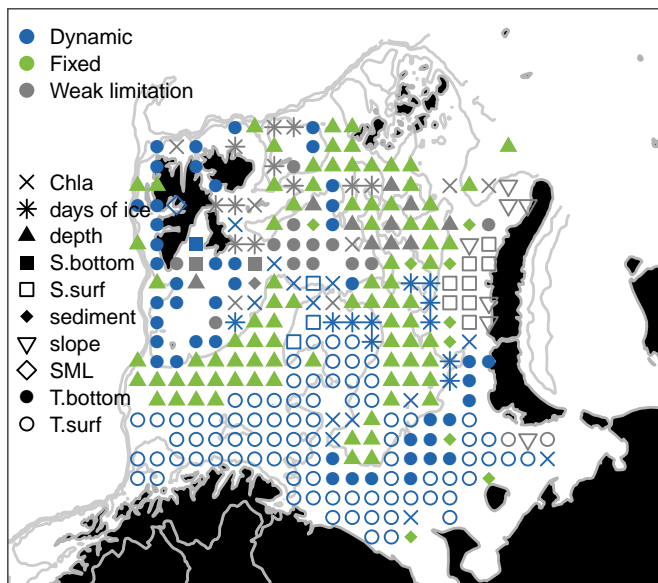 Dynamic
Fixed
Weak limitation
Chla
days of ice
depth
S.bottom
S.surf
sediment
slope
SML
T.bottom
T.surf